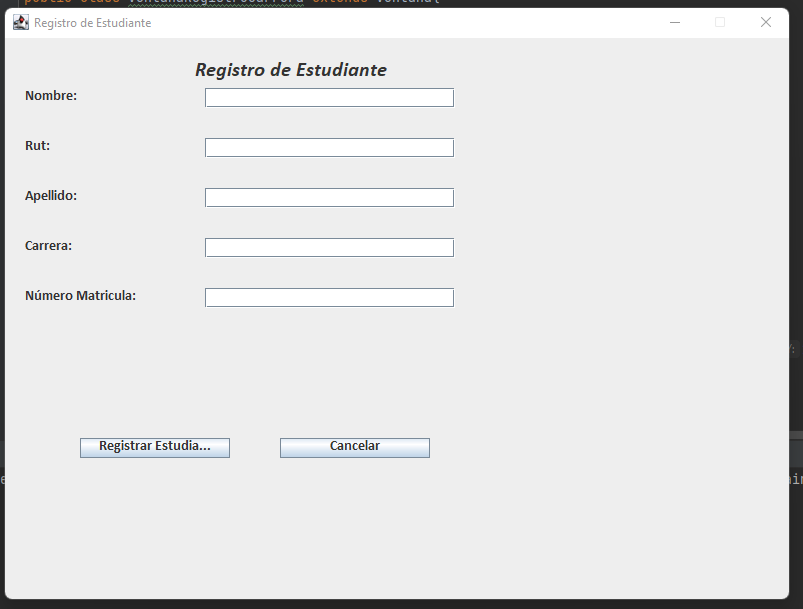 Registro de Estudiante
Registro de Estudiante
Nombre:
Rut:
Apellido:
Carrera:
Número Matricula:
Registrar Estudia...
Cancelar